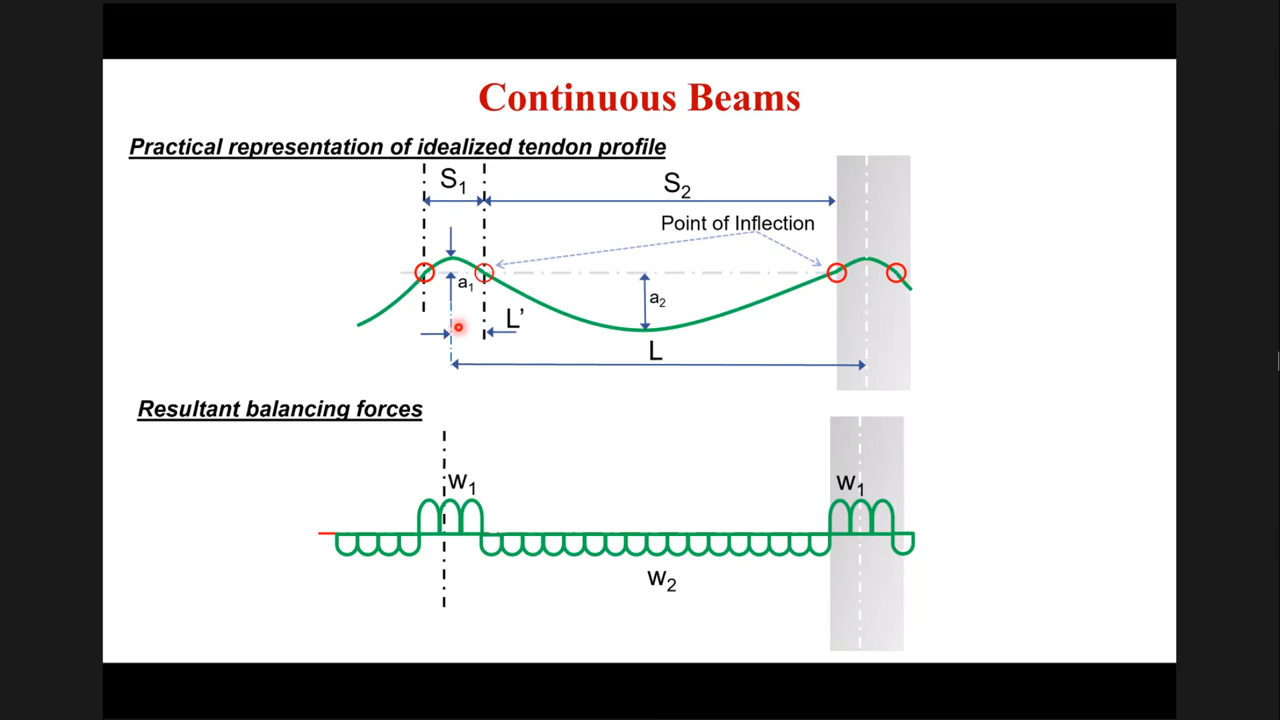 Continuous Beams
Practical representation of idealized tendon profile
S₁
S₂
Point of Inflection
a₁
a₂
L’
L
Resultant balancing forces
w₁
w₁
w₂